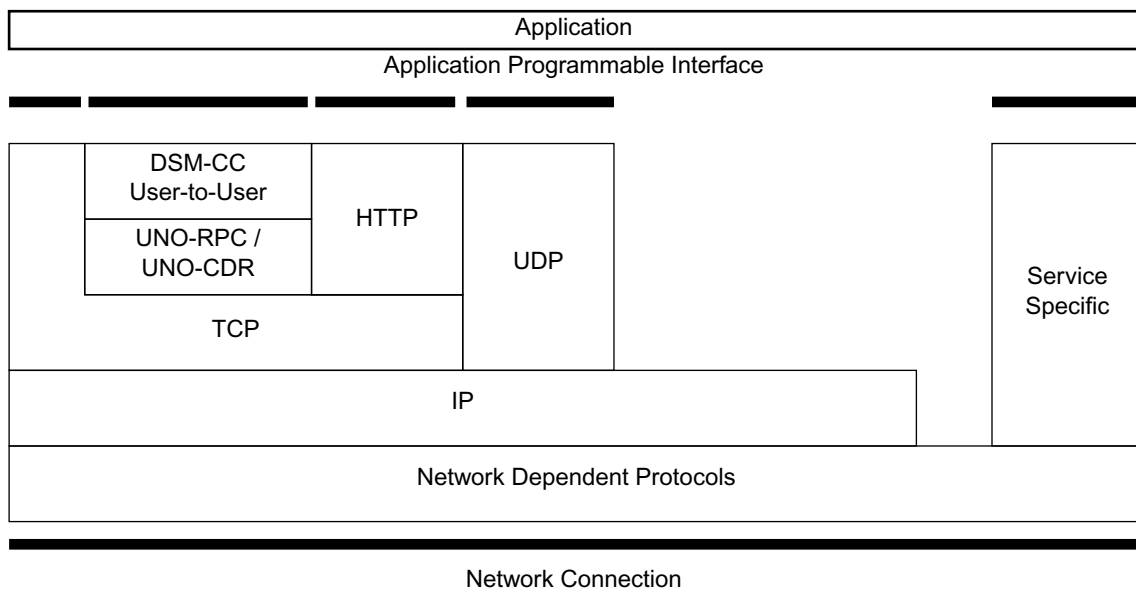 Application
Application Programmable Interface
DSM-CC
User-to-User
UNO-RPC /
UNO-CDR
HTTP
UDP
TCP
Service
Specific
IP
Network Dependent Protocols
Network Connection